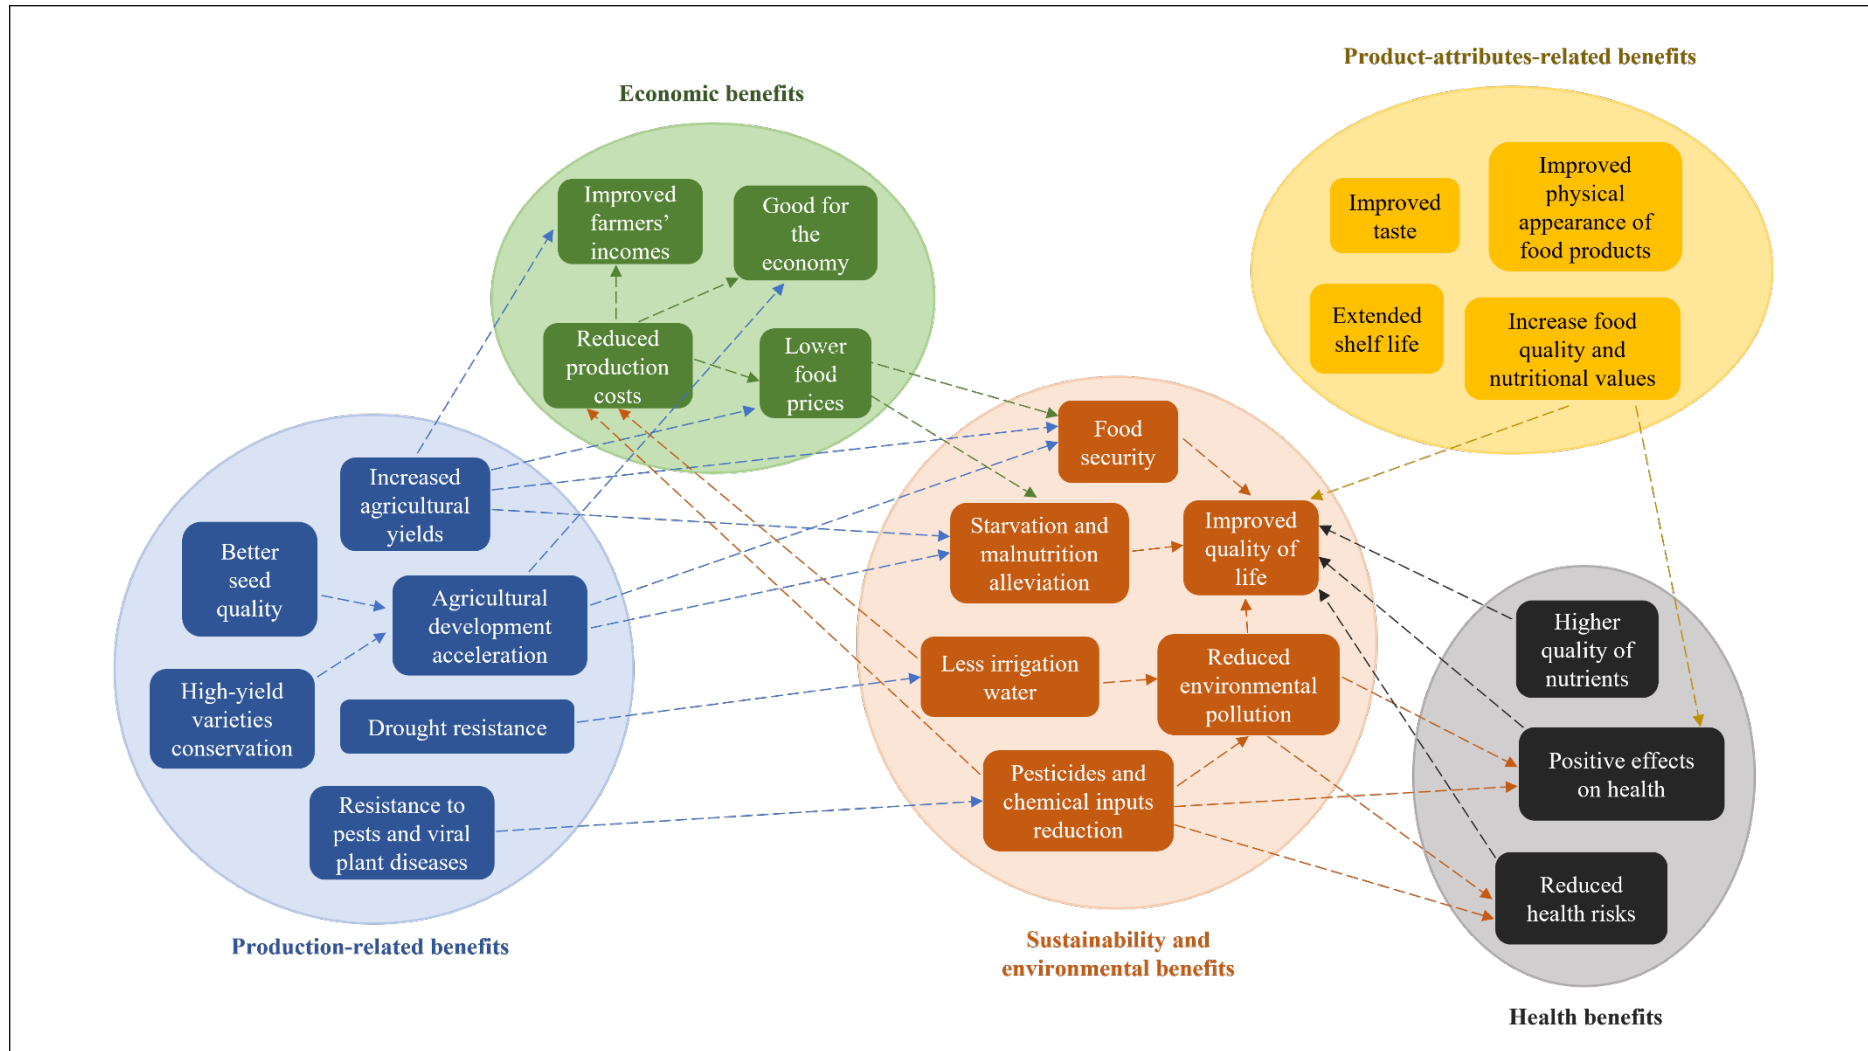 Product-attributes-related benefits
Economic benefits
Improved
farmers’
incomes
Good for
the
economy
Reduced
production
costs
Lower
food
prices
Improved
taste
Improved
physical
appearance of
food products
Extended
shelf life
Increase food
quality and
nutritional values
Increased
agricultural
yields
Better
seed
quality
Agricultural
development
acceleration
High-yield
varieties
conservation
Drought resistance
Resistance to
pests and viral
plant diseases
Production-related benefits
Food
security
Starvation and
malnutrition
alleviation
Improved
quality of
life
Less irrigation
water
Reduced
environmental
pollution
Pesticides and
chemical inputs
reduction
Sustainability and
environmental benefits
Higher
quality of
nutrients
Positive effects
on health
Reduced
health risks
Health benefits